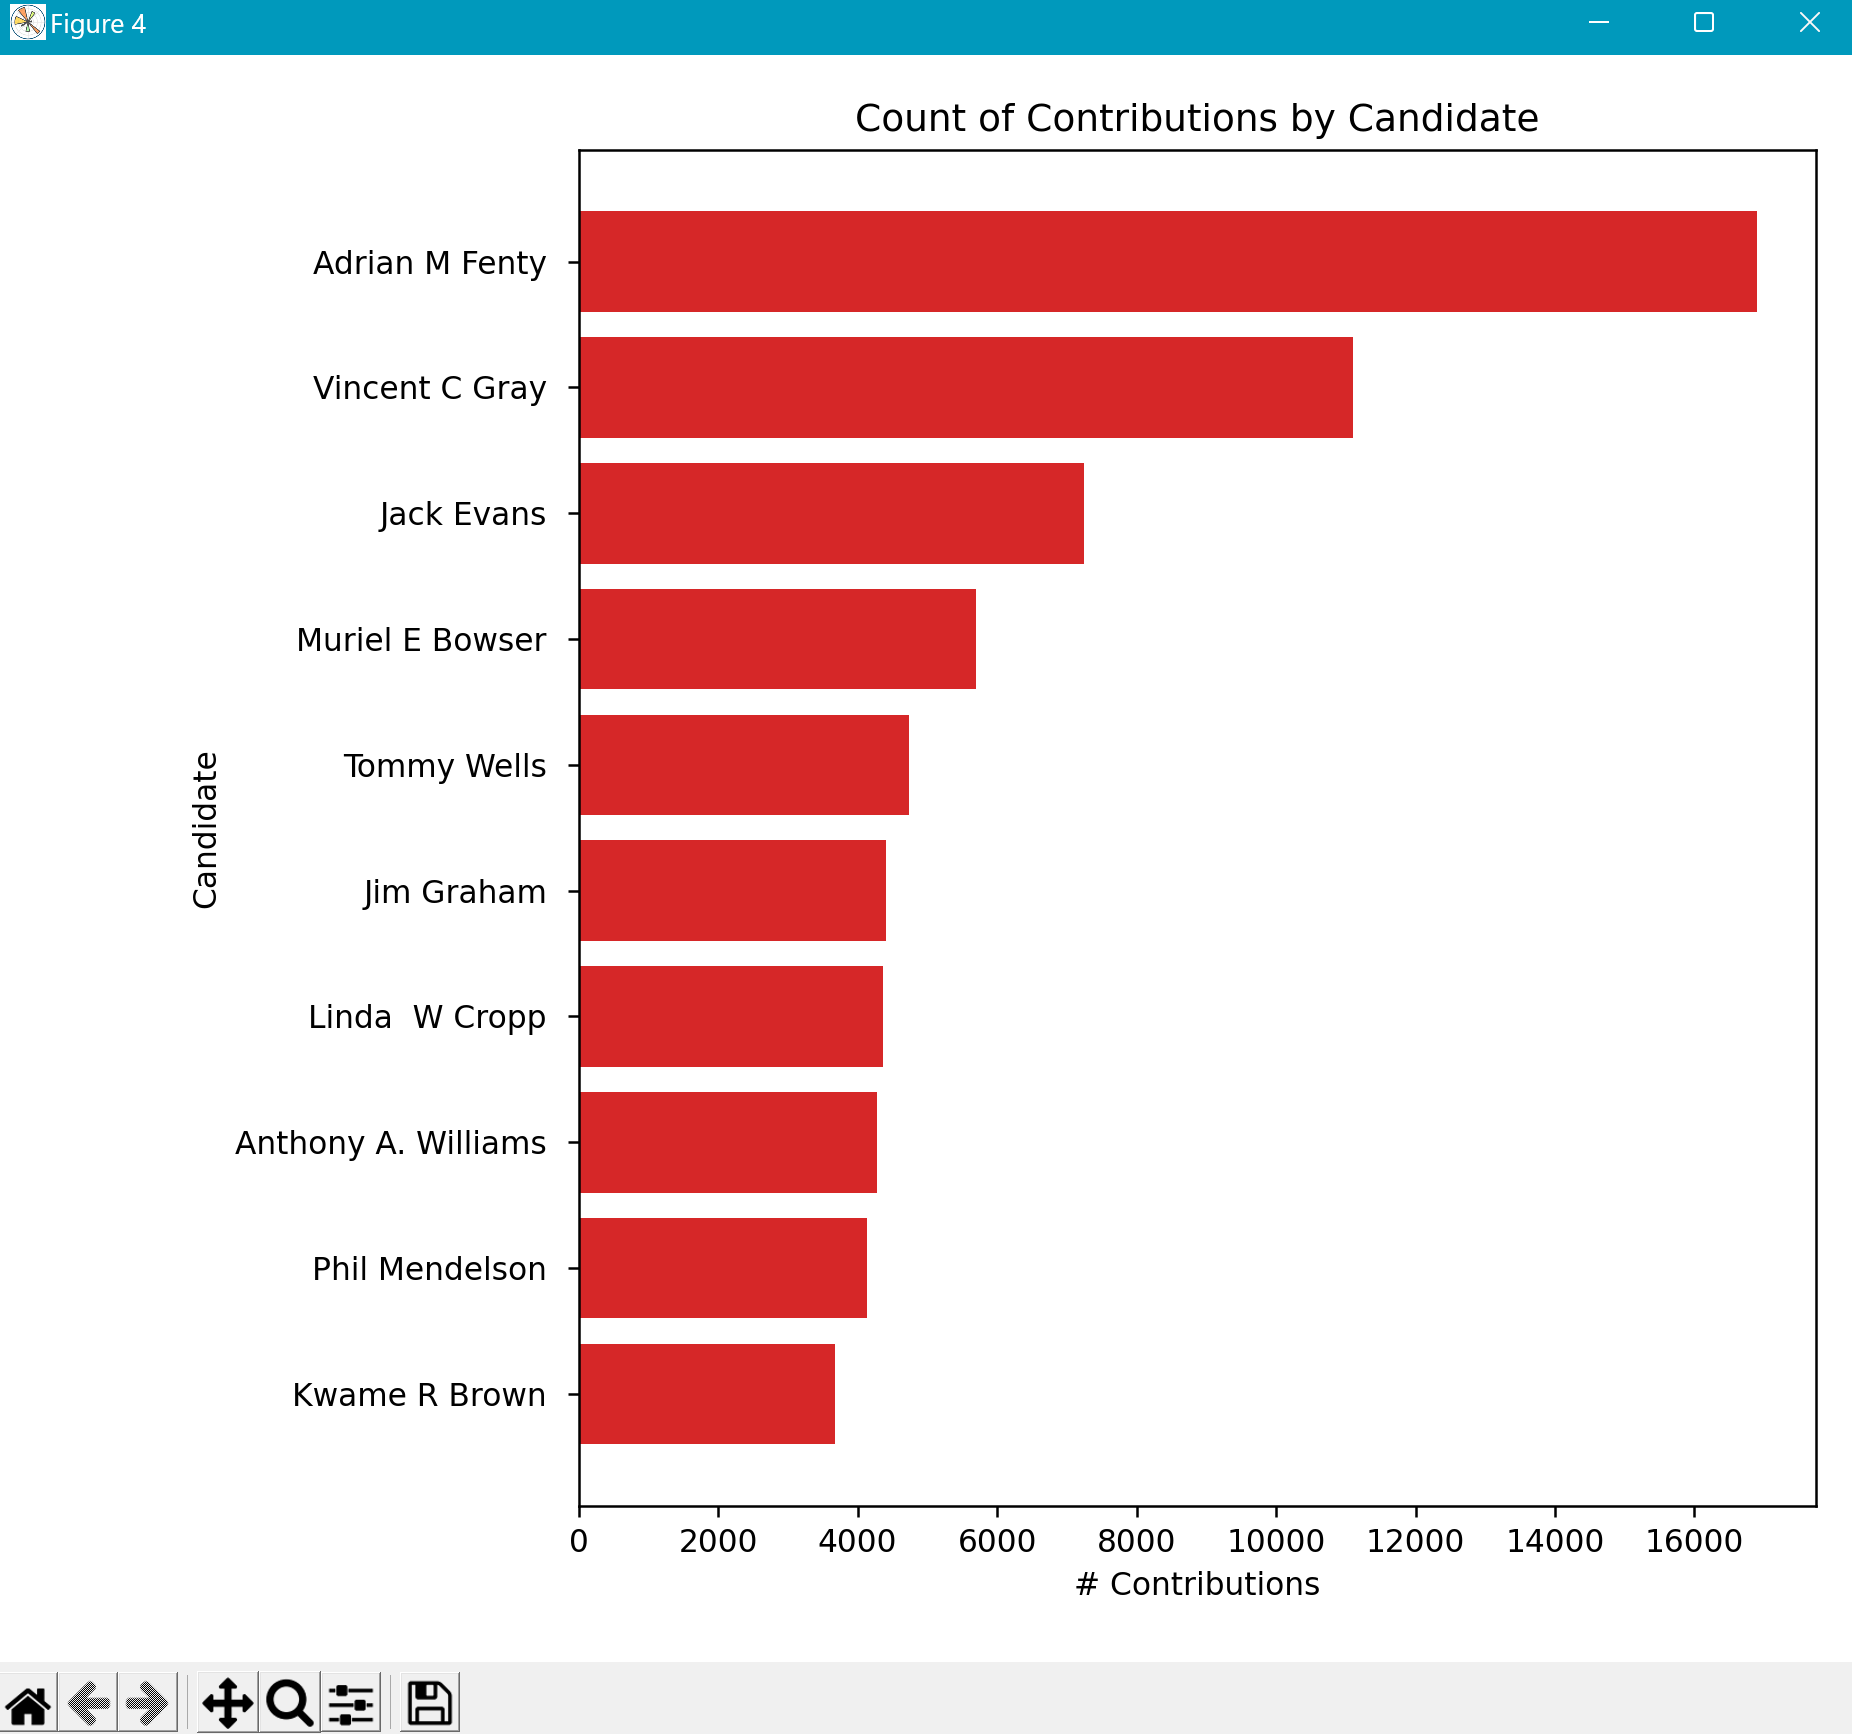 Figure 4
Count of Contributions by Candidate
Adrian M Fenty
Vincent C Gray
Jack Evans
Muriel E Bowser
Tommy Wells
Jim Graham
Linda  W Cropp
Anthony A. Williams
Phil Mendelson
Kwame R Brown
Candidate
0 2000 4000 6000 8000 10000 12000 14000 16000
# Contributions